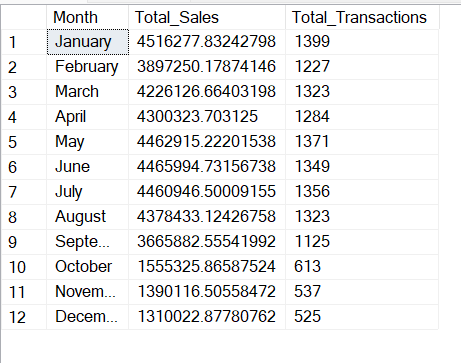 Month Total_Sales Total_Transactions
1 January 4516277.83242798 1399
2 February 3897250.17874146 1227
3 March 4226126.66403198 1323
4 April 4300323.703125 1284
5 May 4462915.22201538 1371
6 June 4465994.73156738 1349
7 July 4460946.50009155 1356
8 August 4378433.12426758 1323
9 Septe... 3665882.55541992 1125
10 October 1555325.86587524 613
11 Novem... 1390116.50558472 537
12 Decem... 1310022.87780762 525